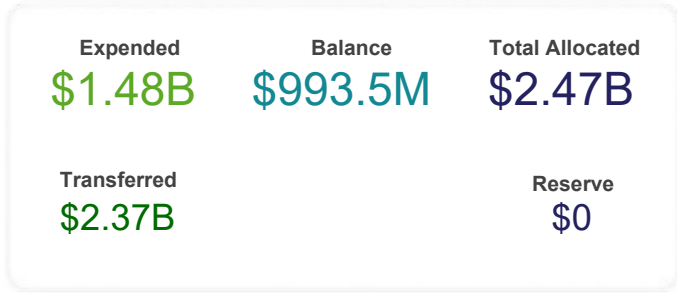 Expended Balance Total Allocated
$1.48B $993.5M $2.47B
Transferred Reserve
$2.37B $0